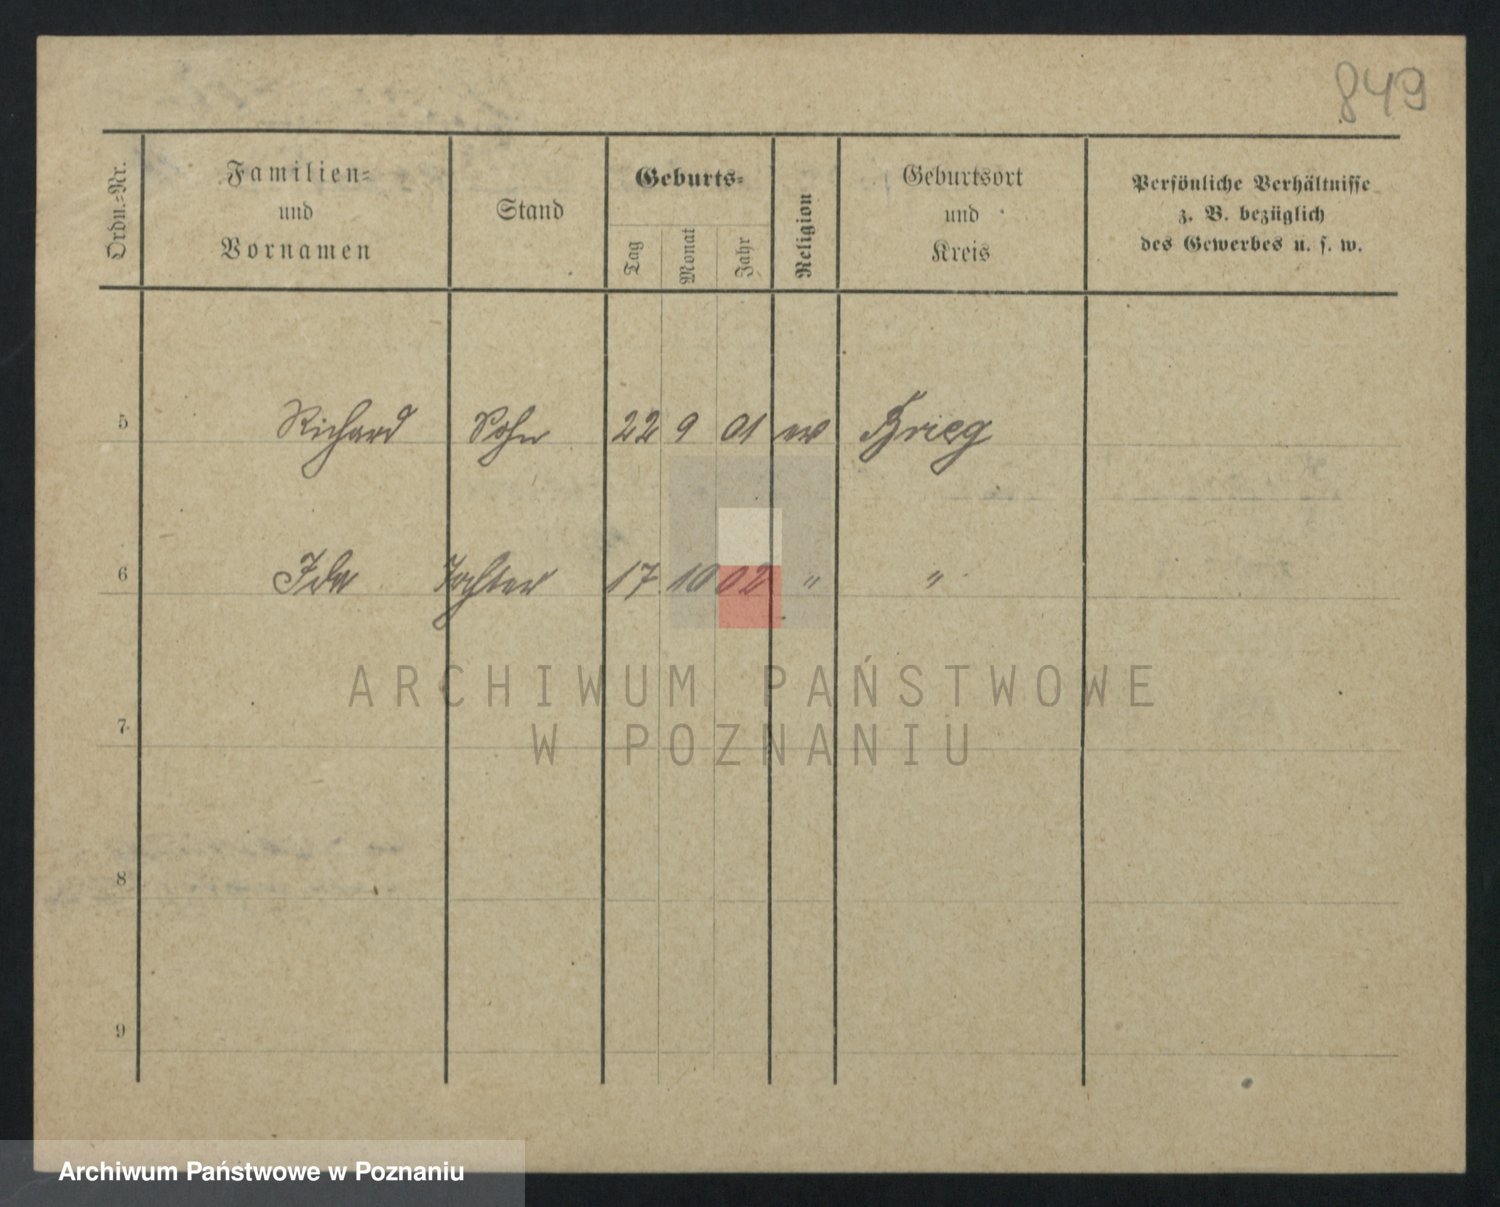 849
Ordn.-Nr.
Familien-
und
Vornamen
Stand
Geburts-
Tag
Monat
Jahr
Religion
Geburtsort
und
Kreis
Persönliche Verhältnisse
z. B. bezüglich
des Gewerbes u. s. w.
5 Richard Sohn 22 9 01 ev Brieg
6 Ida Tochter 17 10 02 " "
ARCHIWUM PAŃSTWOWE
W POZNANIU
7
8
9
Archiwum Państwowe w Poznaniu